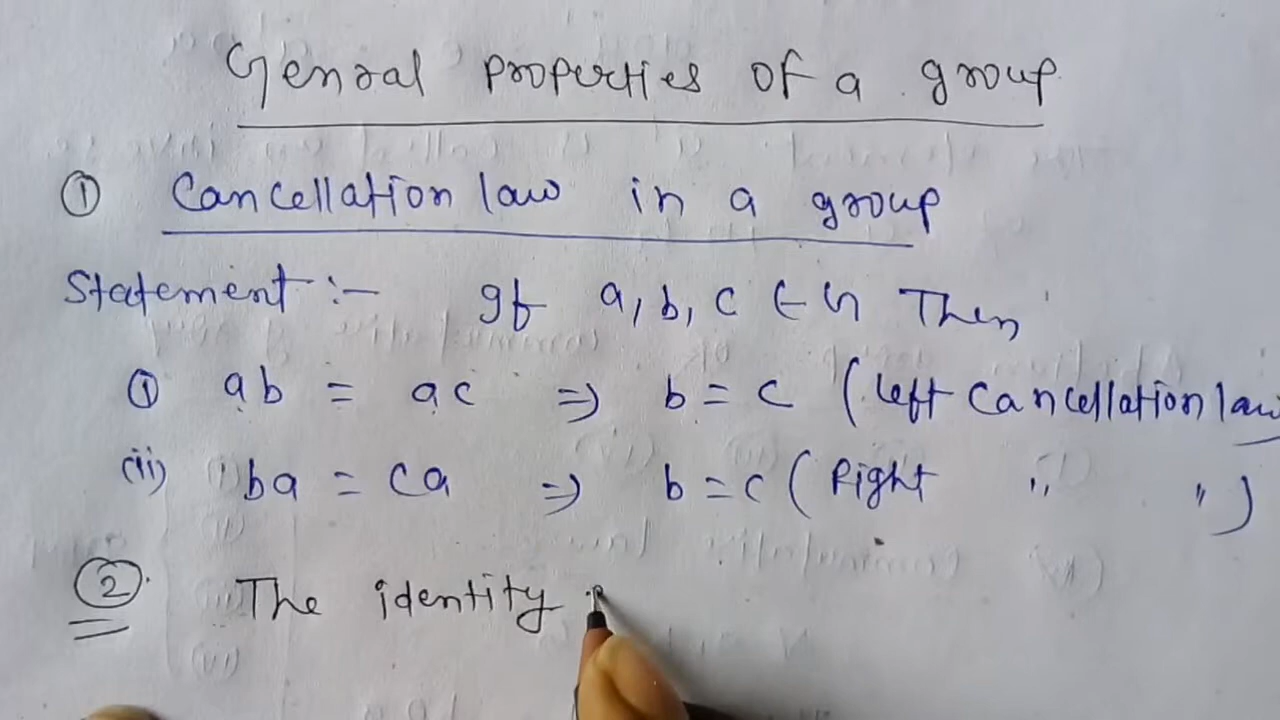 Genral properties of a group
① Cancellation law in a group
Statement :- If a, b, c ∈ G Then
① ab = ac ⇒ b = c (left cancellation law
(ii) ba = ca ⇒ b = c (Right " ")
② The identity